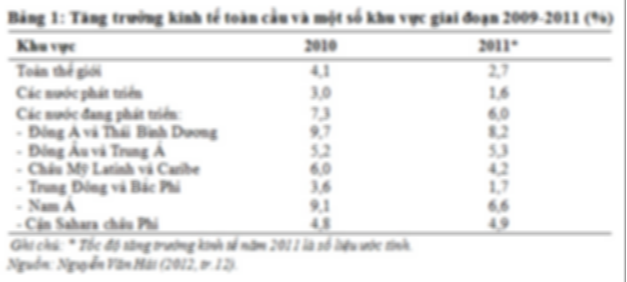 Bảng 1: Tăng trưởng kinh tế toàn cầu và một số khu vực giai đoạn 2009-2011 (%)
Khu vực 2010 2011*
Toàn thế giới 4,1 2,7
Các nước phát triển 3,0 1,6
Các nước đang phát triển: 7,3 6,0
- Đông Á và Thái Bình Dương 9,7 8,2
- Đông Âu và Trung Á 5,2 5,3
- Châu Mỹ Latinh và Caribe 6,0 4,2
- Trung Đông và Bắc Phi 3,6 1,7
- Nam Á 9,1 6,6
- Cận Sahara châu Phi 4,8 4,9
Ghi chú: * Tốc độ tăng trưởng kinh tế năm 2011 là số liệu ước tính.
Nguồn: Nguyễn Văn Hải (2012, tr.12).